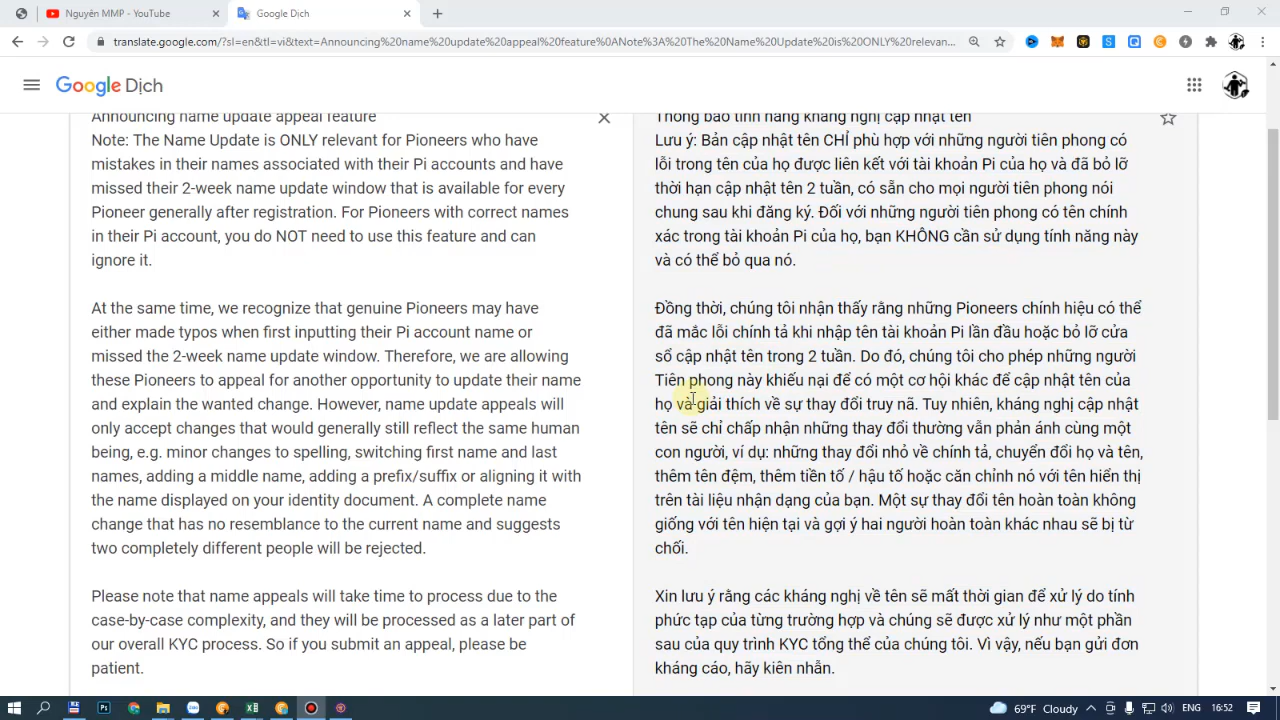 Nguyên MMP - YouTube
Google Dịch
translate.google.com/?sl=en&tl=vi&text=Announcing%20name%20update%20appeal%20feature%0ANote%3A%20The%20Name%20Update%20is%20ONLY%20relevan...
Google Dịch
Announcing name update appeal feature
Note: The Name Update is ONLY relevant for Pioneers who have
mistakes in their names associated with their Pi accounts and have
missed their 2-week name update window that is available for every
Pioneer generally after registration. For Pioneers with correct names
in their Pi account, you do NOT need to use this feature and can
ignore it.
At the same time, we recognize that genuine Pioneers may have
either made typos when first inputting their Pi account name or
missed the 2-week name update window. Therefore, we are allowing
these Pioneers to appeal for another opportunity to update their name
and explain the wanted change. However, name update appeals will
only accept changes that would generally still reflect the same human
being, e.g. minor changes to spelling, switching first name and last
names, adding a middle name, adding a prefix/suffix or aligning it with
the name displayed on your identity document. A complete name
change that has no resemblance to the current name and suggests
two completely different people will be rejected.
Please note that name appeals will take time to process due to the
case-by-case complexity, and they will be processed as a later part of
our overall KYC process. So if you submit an appeal, please be
patient.
Thông báo tính năng kháng nghị cập nhật tên
Lưu ý: Bản cập nhật tên CHỈ phù hợp với những người tiên phong có
lỗi trong tên của họ được liên kết với tài khoản Pi của họ và đã bỏ lỡ
thời hạn cập nhật tên 2 tuần, có sẵn cho mọi người tiên phong nói
chung sau khi đăng ký. Đối với những người tiên phong có tên chính
xác trong tài khoản Pi của họ, bạn KHÔNG cần sử dụng tính năng này
và có thể bỏ qua nó.
Đồng thời, chúng tôi nhận thấy rằng những Pioneers chính hiệu có thể
đã mắc lỗi chính tả khi nhập tên tài khoản Pi lần đầu hoặc bỏ lỡ cửa
sổ cập nhật tên trong 2 tuần. Do đó, chúng tôi cho phép những người
Tiên phong này khiếu nại để có một cơ hội khác để cập nhật tên của
họ và giải thích về sự thay đổi truy nã. Tuy nhiên, kháng nghị cập nhật
tên sẽ chỉ chấp nhận những thay đổi thường vẫn phản ánh cùng một
con người, ví dụ: những thay đổi nhỏ về chính tả, chuyển đổi họ và tên,
thêm tên đệm, thêm tiền tố / hậu tố hoặc căn chỉnh nó với tên hiển thị
trên tài liệu nhận dạng của bạn. Một sự thay đổi tên hoàn toàn không
giống với tên hiện tại và gợi ý hai người hoàn toàn khác nhau sẽ bị từ
chối.
Xin lưu ý rằng các kháng nghị về tên sẽ mất thời gian để xử lý do tính
phức tạp của từng trường hợp và chúng sẽ được xử lý như một phần
sau của quy trình KYC tổng thể của chúng tôi. Vì vậy, nếu bạn gửi đơn
kháng cáo, hãy kiên nhẫn.
69°F Cloudy
ENG
16:52